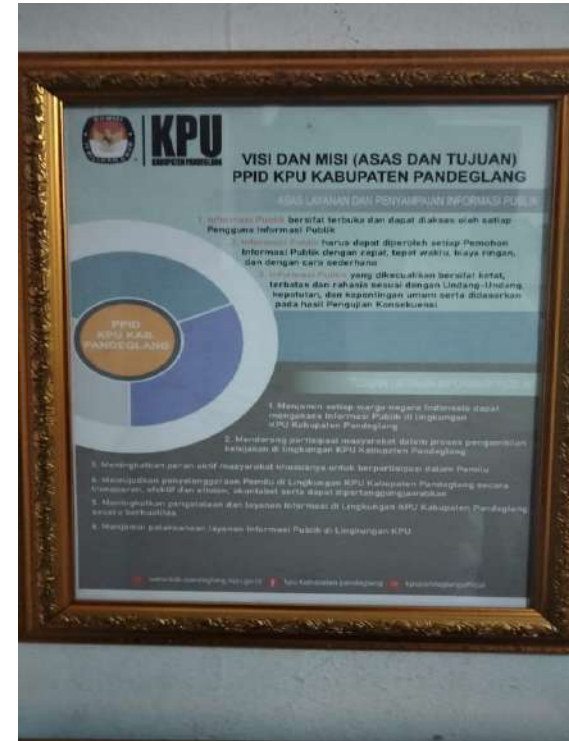 KOMISI
PEMILIHAN UMUM
KPU
KABUPATEN PANDEGLANG
VISI DAN MISI (ASAS DAN TUJUAN)
PPID KPU KABUPATEN PANDEGLANG
ASAS LAYANAN DAN PENYAMPAIAN INFORMASI PUBLIK
1. Informasi Publik bersifat terbuka dan dapat diakses oleh setiap
Pengguna Informasi Publik
2. Informasi Publik harus dapat diperoleh setiap Pemohon
Informasi Publik dengan cepat, tepat waktu, biaya ringan,
dan dengan cara sederhana
3. Informasi Publik yang dikecualikan bersifat ketat,
terbatas dan rahasia sesuai dengan Undang-Undang,
kepatutan, dan kepentingan umum serta didasarkan
pada hasil Pengujian Konsekuensi
PPID
KPU KAB.
PANDEGLANG
1. Menjamin setiap warga negara Indonesia dapat
mengakses Informasi Publik di lingkungan
KPU Kabupaten Pandeglang
2. Mendorong partisipasi masyarakat dalam proses pengambilan
kebijakan di lingkungan KPU Kabupaten Pandeglang
3. Meningkatkan peran aktif masyarakat khususnya untuk berpartisipasi dalam Pemilu
4. Mewujudkan penyelenggaraan Pemilu di Lingkungan KPU Kabupaten Pandeglang secara
transparan, efektif dan efisien, akuntabel serta dapat dipertanggungjawabkan
5. Meningkatkan pengelolaan dan layanan Informasi di Lingkungan KPU Kabupaten Pandeglang
secara berkualitas
6. Menjamin pelaksanaan layanan Informasi Publik di Lingkungan KPU
kpu kabupaten pandeglang